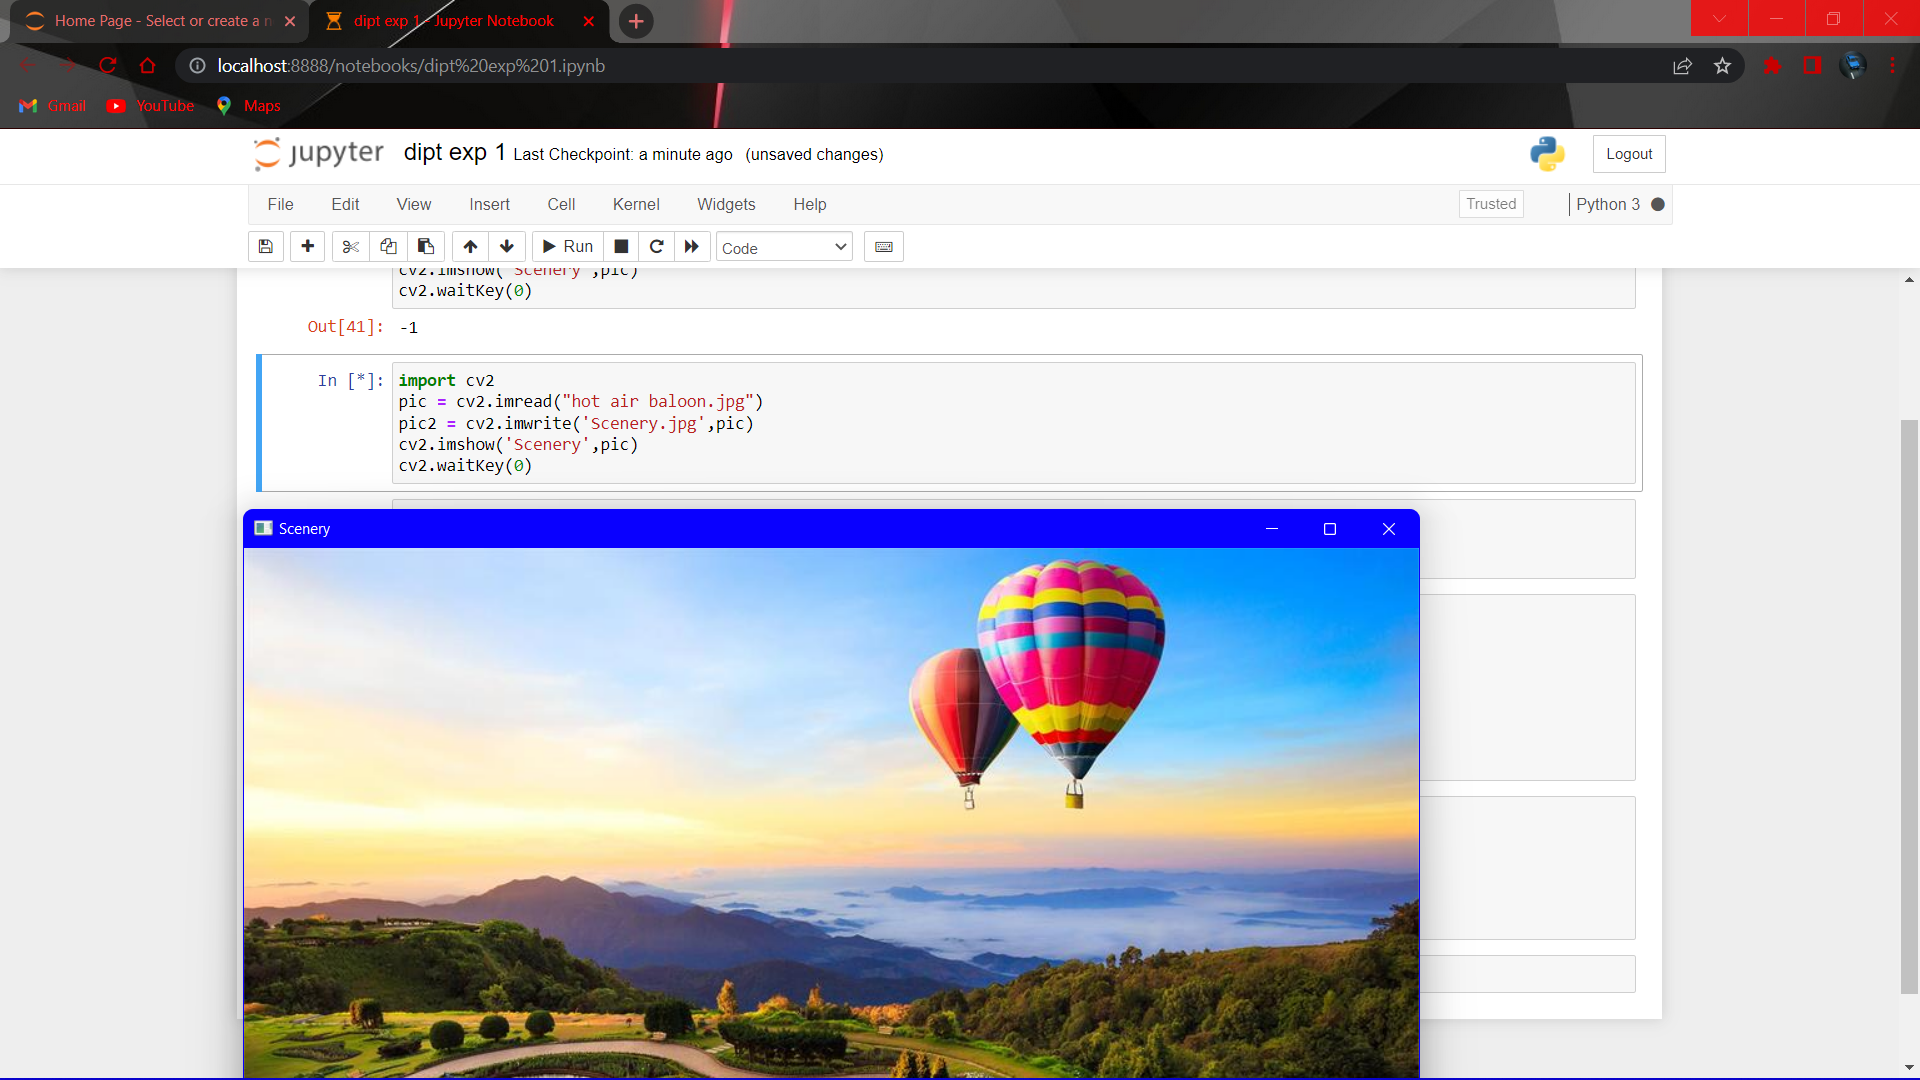 Home Page - Select or create a n
dipt exp 1 - Jupyter Notebook
localhost:8888/notebooks/dipt%20exp%201.ipynb
Gmail
YouTube
Maps
jupyter
dipt exp 1 Last Checkpoint: a minute ago (unsaved changes)
Logout
File Edit View Insert Cell Kernel Widgets Help
Trusted
Python 3
Run
Code
cv2.imshow('Scenery',pic)
cv2.waitKey(0)
Out[41]: -1
In [*]: import cv2
pic = cv2.imread("hot air baloon.jpg")
pic2 = cv2.imwrite('Scenery.jpg',pic)
cv2.imshow('Scenery',pic)
cv2.waitKey(0)
Scenery